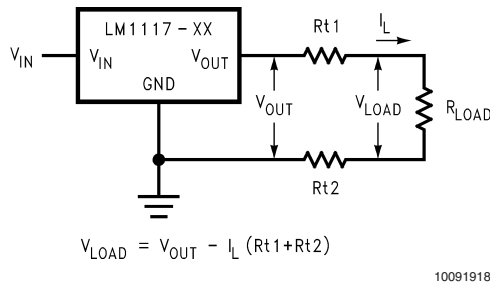 LM1117-XX
Rt1
I_L
V_IN
V_IN
V_OUT
GND
V_OUT
V_LOAD
R_LOAD
Rt2
V_LOAD = V_OUT - I_L (Rt1+Rt2)
10091918